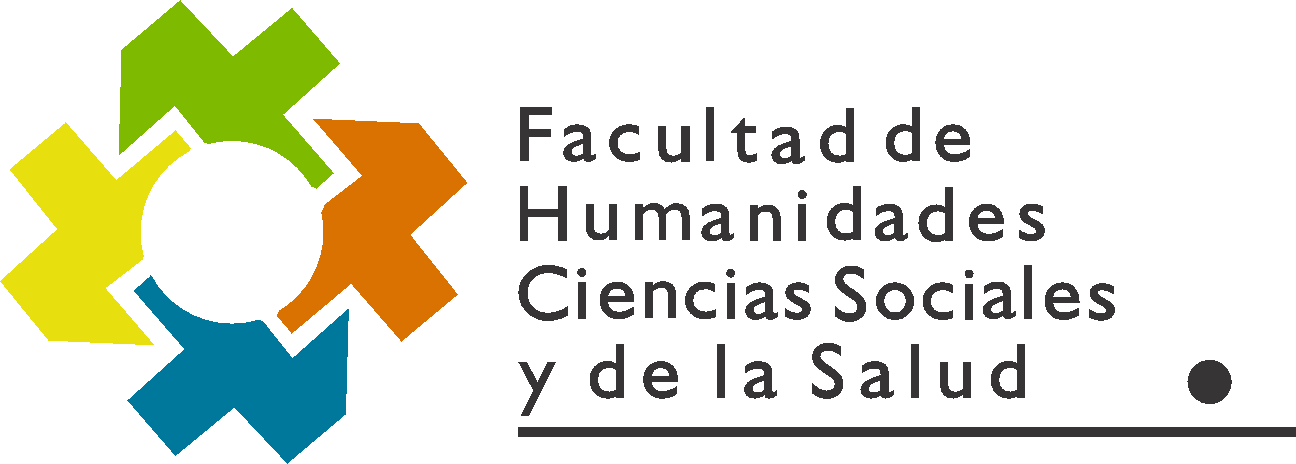 Facultad de
Humanidades
Ciencias Sociales
y de la Salud